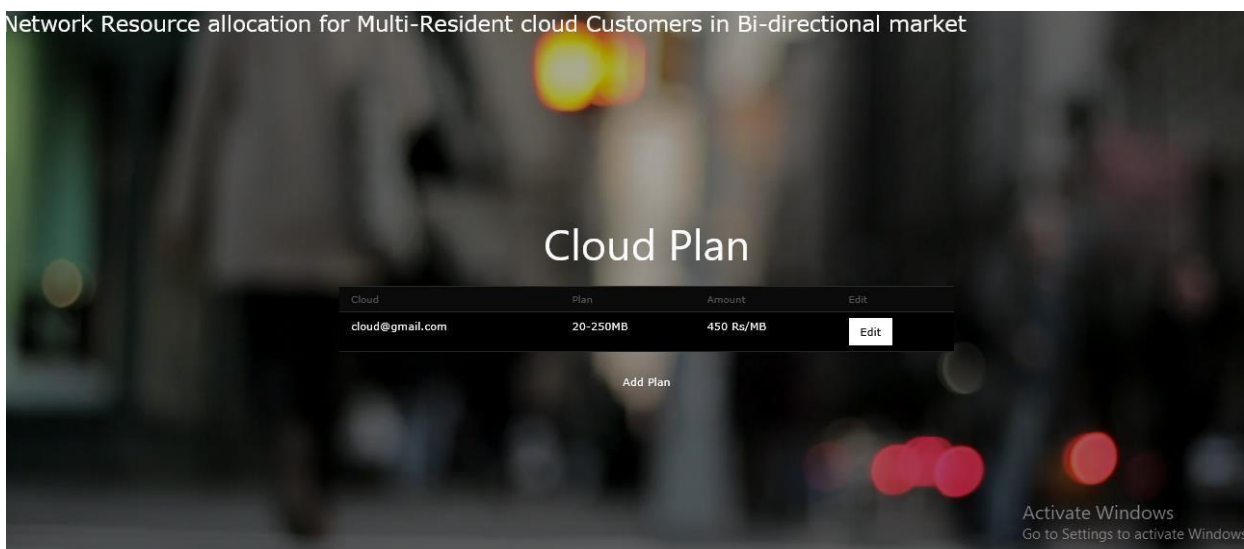 Network Resource allocation for Multi-Resident cloud Customers in Bi-directional market
Cloud Plan
Cloud Plan Amount Edit
cloud@gmail.com 20-250MB 450 Rs/MB Edit
Add Plan
Activate Windows
Go to Settings to activate Windows